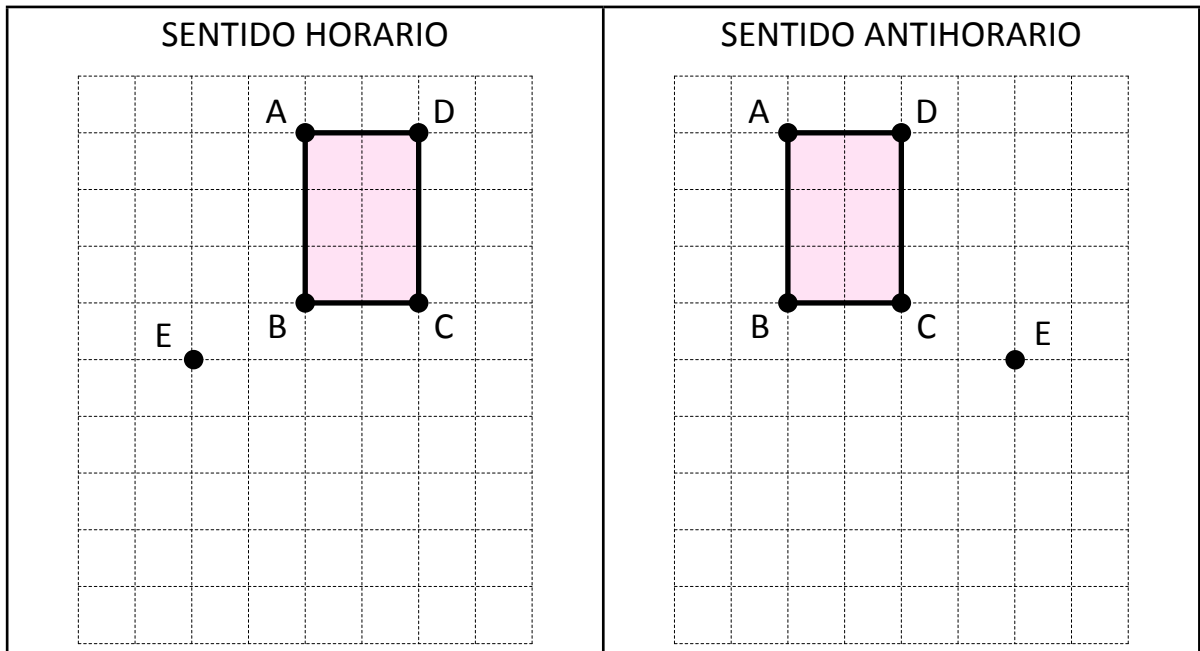 SENTIDO HORARIO
A D
B C
E
SENTIDO ANTIHORARIO
A D
B C
E